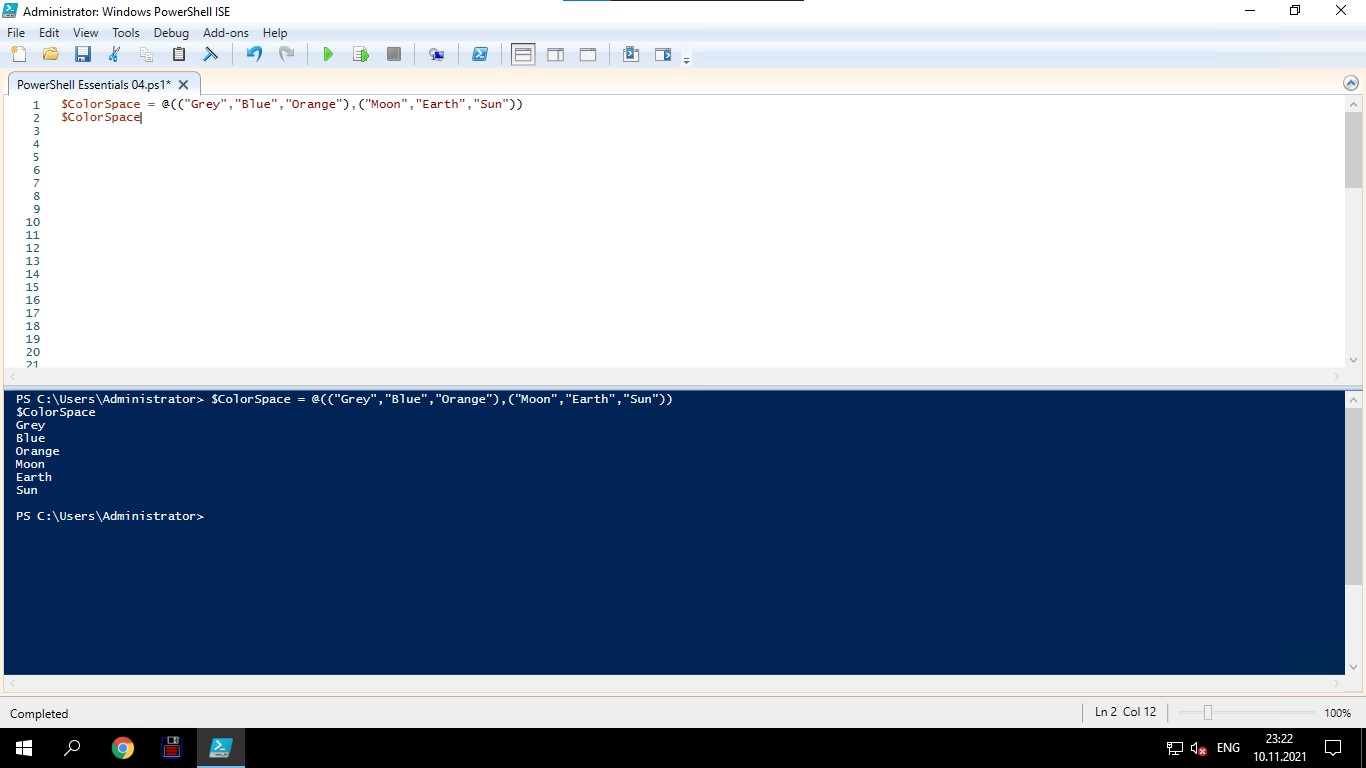 Administrator: Windows PowerShell ISE
File Edit View Tools Debug Add-ons Help
PowerShell Essentials 04.ps1*
1 $ColorSpace = @(("Grey","Blue","Orange"),("Moon","Earth","Sun"))
2 $ColorSpace
3
4
5
6
7
8
9
10
11
12
13
14
15
16
17
18
19
20
21
PS C:\Users\Administrator> $ColorSpace = @(("Grey","Blue","Orange"),("Moon","Earth","Sun"))
$ColorSpace
Grey
Blue
Orange
Moon
Earth
Sun
PS C:\Users\Administrator>
Completed Ln 2 Col 12 100%
ENG 23:22
10.11.2021